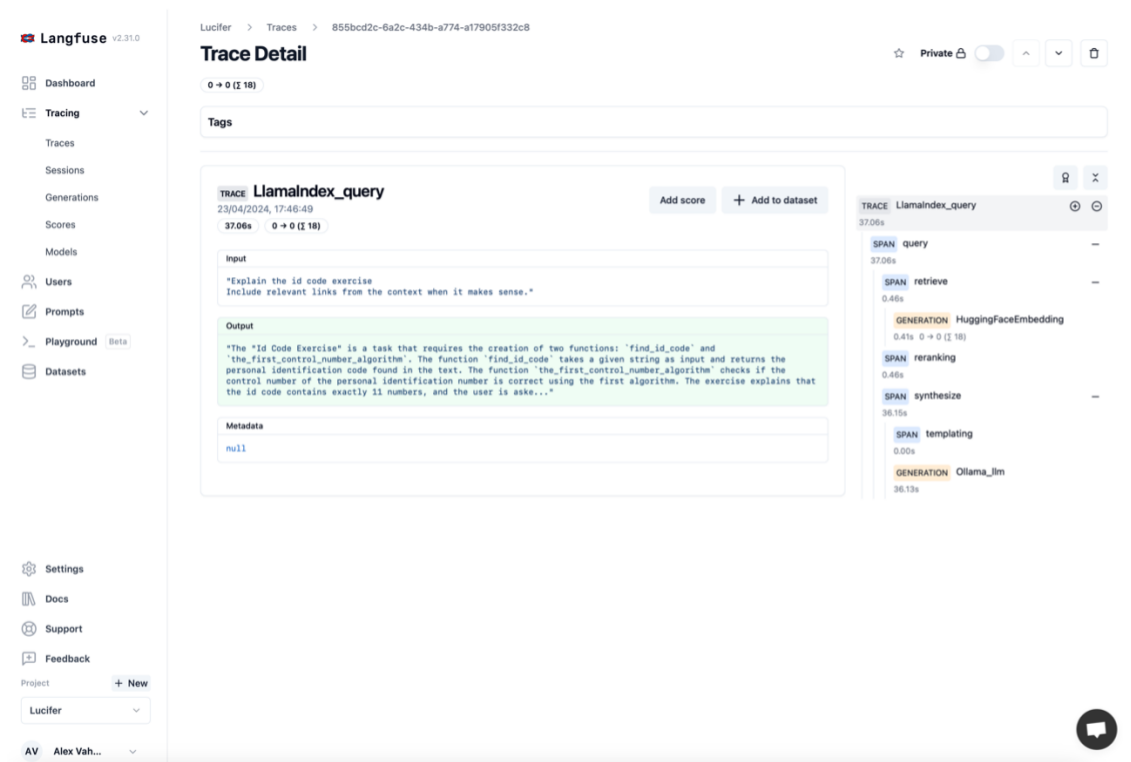 Langfuse v2.31.0
Dashboard
Tracing
Traces
Sessions
Generations
Scores
Models
Users
Prompts
Playground Beta
Datasets
Settings
Docs
Support
Feedback
Project + New
Lucifer
AV Alex Vah...
Lucifer > Traces > 855bcd2c-6a2c-434b-a774-a17905f332c8
Trace Detail
Private
0 → 0 (∑ 18)
Tags
TRACE LlamaIndex_query
23/04/2024, 17:46:49
37.06s 0 → 0 (∑ 18)
Add score
+ Add to dataset
Input
"Explain the id code exercise
Include relevant links from the context when it makes sense."
Output
"The "Id Code Exercise" is a task that requires the creation of two functions: `find_id_code` and
`the_first_control_number_algorithm`. The function `find_id_code` takes a given string as input and returns the
personal identification code found in the text. The function `the_first_control_number_algorithm` checks if the
control number of the personal identification number is correct using the first algorithm. The exercise explains that
the id code contains exactly 11 numbers, and the user is aske..."
Metadata
null
TRACE LlamaIndex_query
37.06s
SPAN query
37.06s
SPAN retrieve
0.46s
GENERATION HuggingFaceEmbedding
0.41s 0 → 0 (∑ 18)
SPAN reranking
0.46s
SPAN synthesize
36.15s
SPAN templating
0.00s
GENERATION Ollama_llm
36.13s